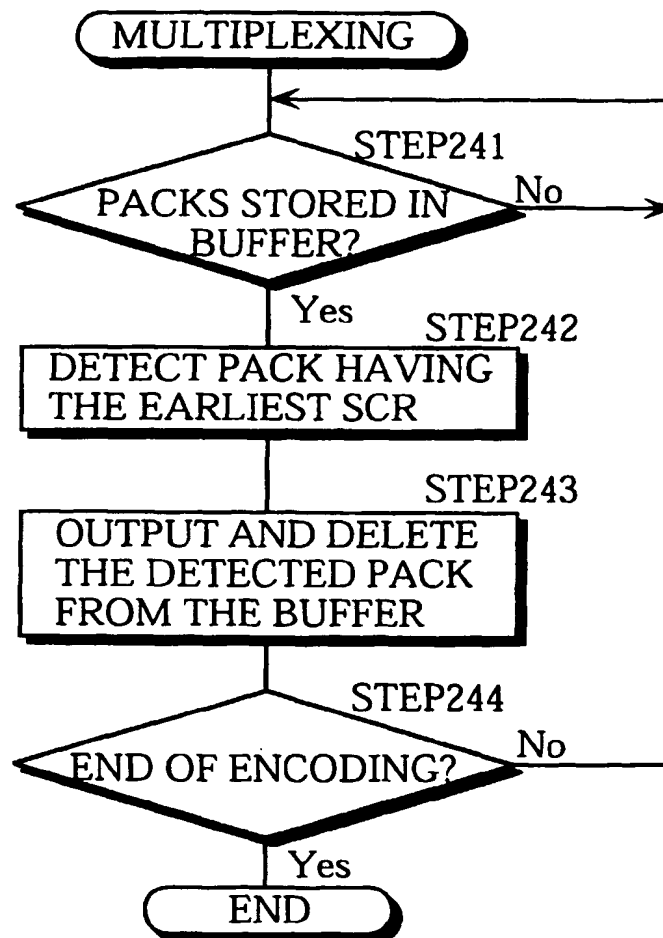 MULTIPLEXING
STEP241
PACKS STORED IN
BUFFER?
No
Yes
STEP242
DETECT PACK HAVING
THE EARLIEST SCR
STEP243
OUTPUT AND DELETE
THE DETECTED PACK
FROM THE BUFFER
STEP244
END OF ENCODING?
No
Yes
END